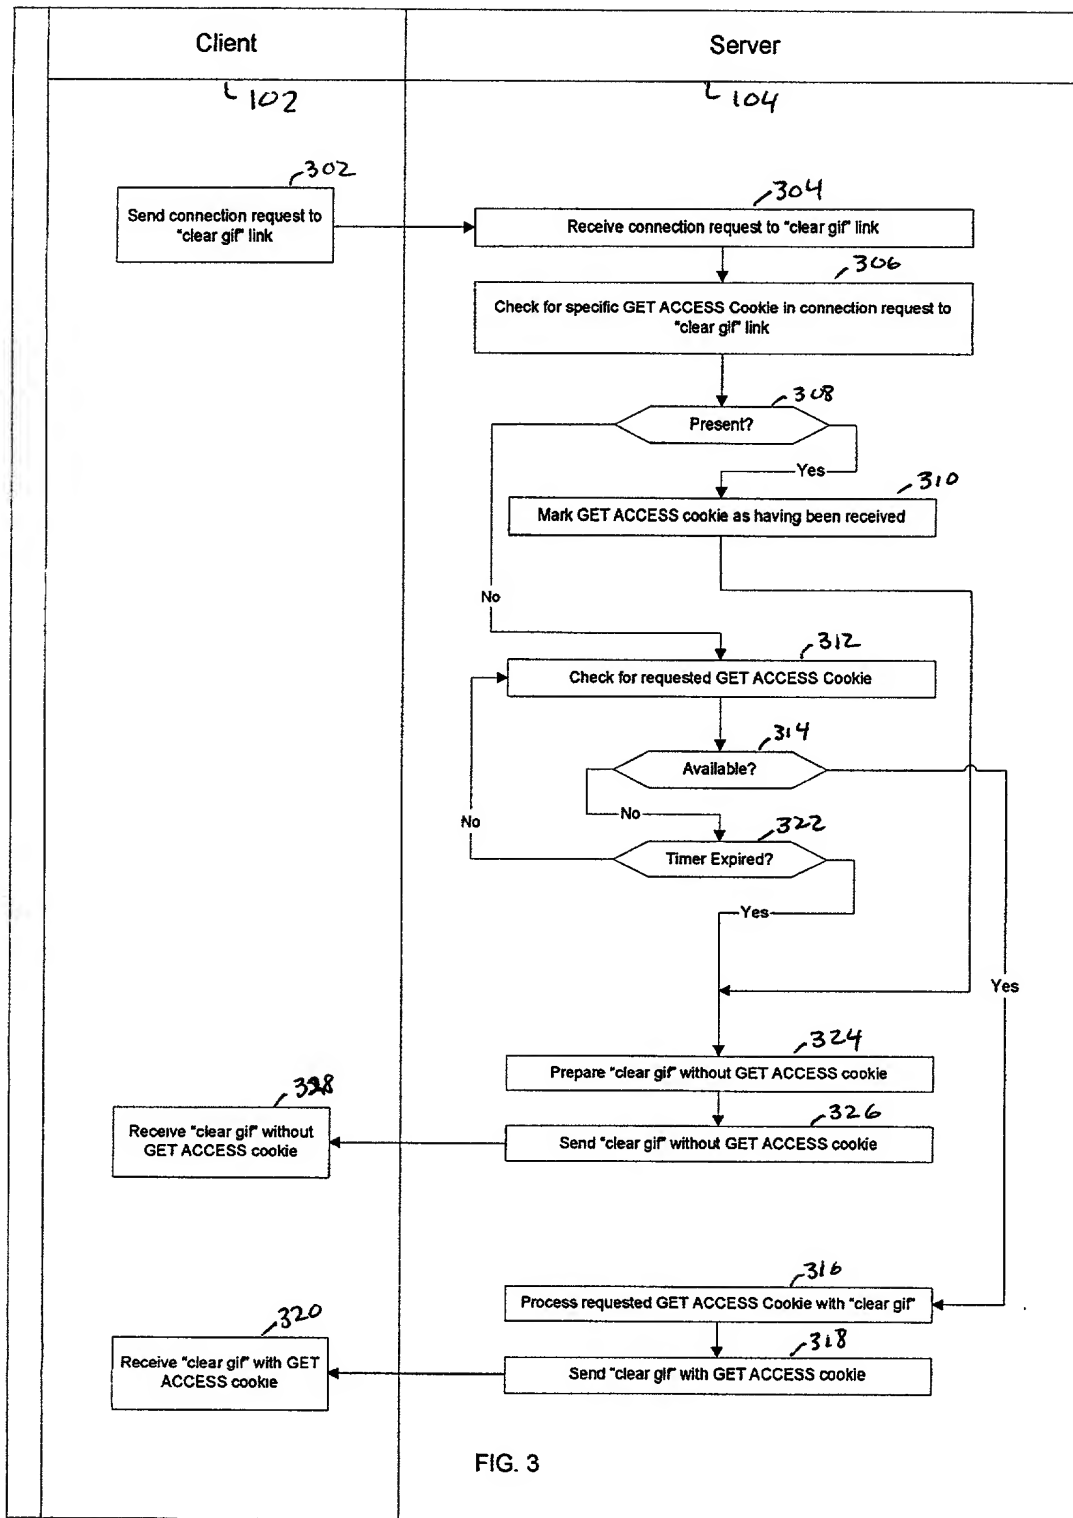 Client
Server
102
104
302
Send connection request to
"clear gif" link
304
Receive connection request to "clear gif" link
306
Check for specific GET ACCESS Cookie in connection request to
"clear gif" link
308
Present?
Yes
310
Mark GET ACCESS cookie as having been received
No
312
Check for requested GET ACCESS Cookie
314
Available?
No
No
322
Timer Expired?
Yes
Yes
324
Prepare "clear gif" without GET ACCESS cookie
328
Receive "clear gif" without
GET ACCESS cookie
326
Send "clear gif" without GET ACCESS cookie
316
Process requested GET ACCESS Cookie with "clear gif"
320
Receive "clear gif" with GET
ACCESS cookie
318
Send "clear gif" with GET ACCESS cookie
FIG. 3